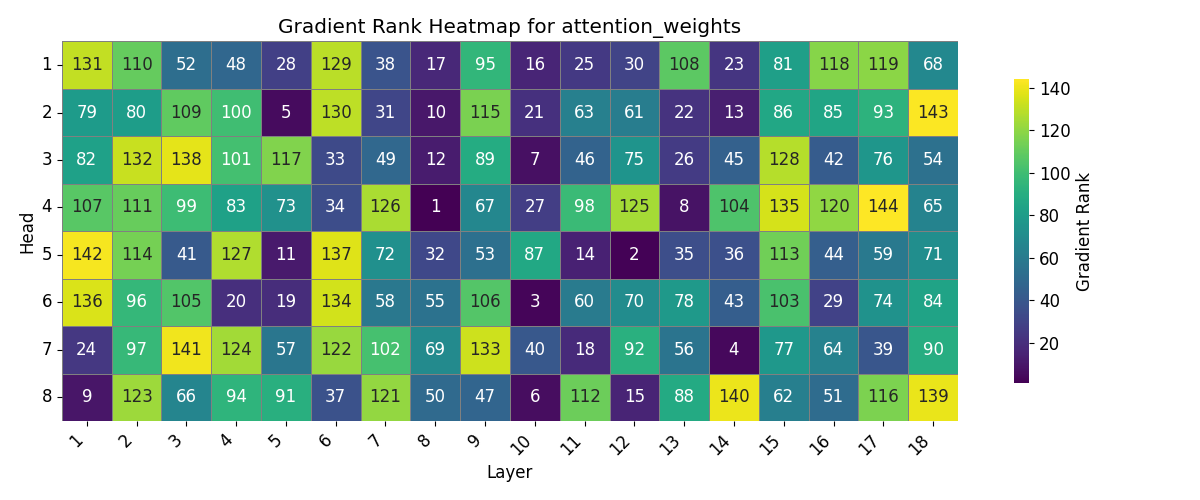 Gradient Rank Heatmap for attention_weights
Head
1 131 110 52 48 28 129 38 17 95 16 25 30 108 23 81 118 119 68
2 79 80 109 100 5 130 31 10 115 21 63 61 22 13 86 85 93 143
3 82 132 138 101 117 33 49 12 89 7 46 75 26 45 128 42 76 54
4 107 111 99 83 73 34 126 1 67 27 98 125 8 104 135 120 144 65
5 142 114 41 127 11 137 72 32 53 87 14 2 35 36 113 44 59 71
6 136 96 105 20 19 134 58 55 106 3 60 70 78 43 103 29 74 84
7 24 97 141 124 57 122 102 69 133 40 18 92 56 4 77 64 39 90
8 9 123 66 94 91 37 121 50 47 6 112 15 88 140 62 51 116 139
1 2 3 4 5 6 7 8 9 10 11 12 13 14 15 16 17 18
Layer
140
120
100
80
60
40
20
Gradient Rank